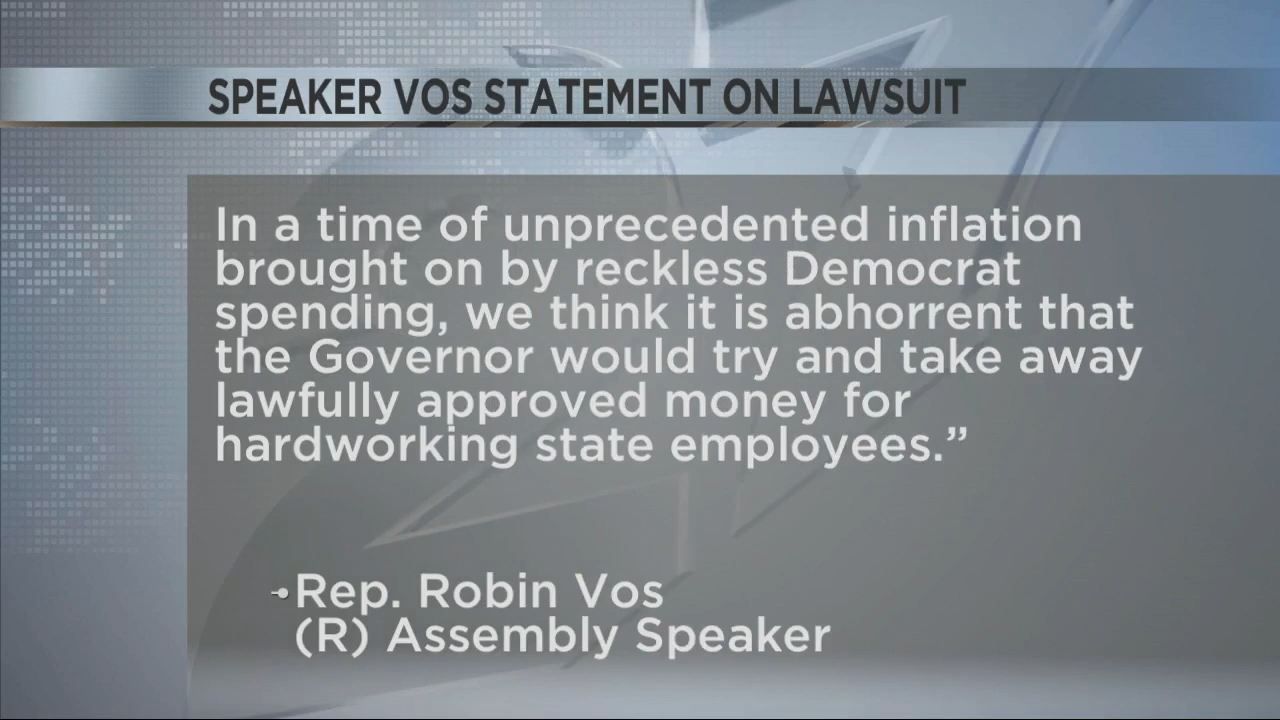 SPEAKER VOS STATEMENT ON LAWSUIT
In a time of unprecedented inflation
brought on by reckless Democrat
spending, we think it is abhorrent that
the Governor would try and take away
lawfully approved money for
hardworking state employees.”
-Rep. Robin Vos
(R) Assembly Speaker